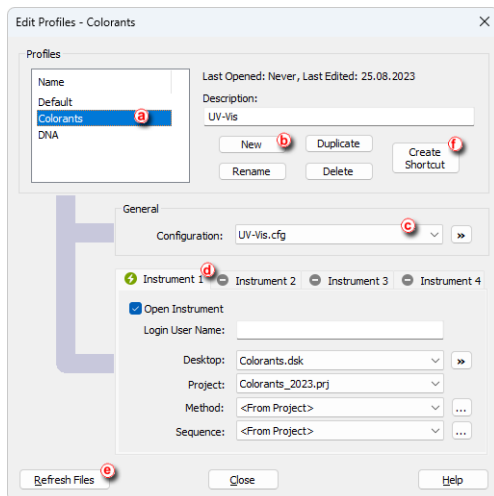 Edit Profiles - Colorants
Profiles
Name
Default
Colorants
DNA
a
Last Opened: Never, Last Edited: 25.08.2023
Description:
UV-Vis
New b Duplicate
Rename Delete
Create
Shortcut
f
General
Configuration: UV-Vis.cfg c »
Instrument 1 d Instrument 2 Instrument 3 Instrument 4
Open Instrument
Login User Name:
Desktop: Colorants.dsk »
Project: Colorants_2023.prj
Method: <From Project> ...
Sequence: <From Project> ...
Refresh Files e Close Help